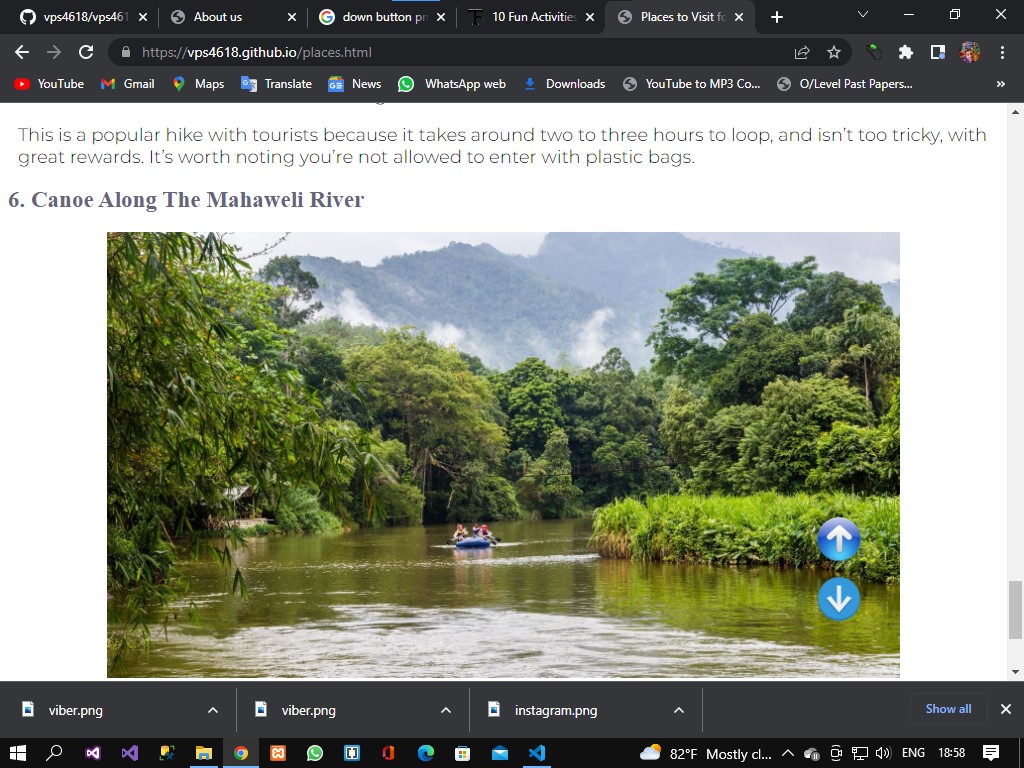 vps4618/vps461
About us
down button pn
10 Fun Activities
Places to Visit fo
https://vps4618.github.io/places.html
YouTube
Gmail
Maps
Translate
News
WhatsApp web
Downloads
YouTube to MP3 Co...
O/Level Past Papers...
»
This is a popular hike with tourists because it takes around two to three hours to loop, and isn't too tricky, with
great rewards. It's worth noting you're not allowed to enter with plastic bags.
6. Canoe Along The Mahaweli River
viber.png
viber.png
instagram.png
Show all
82°F Mostly cl...
ENG
18:58